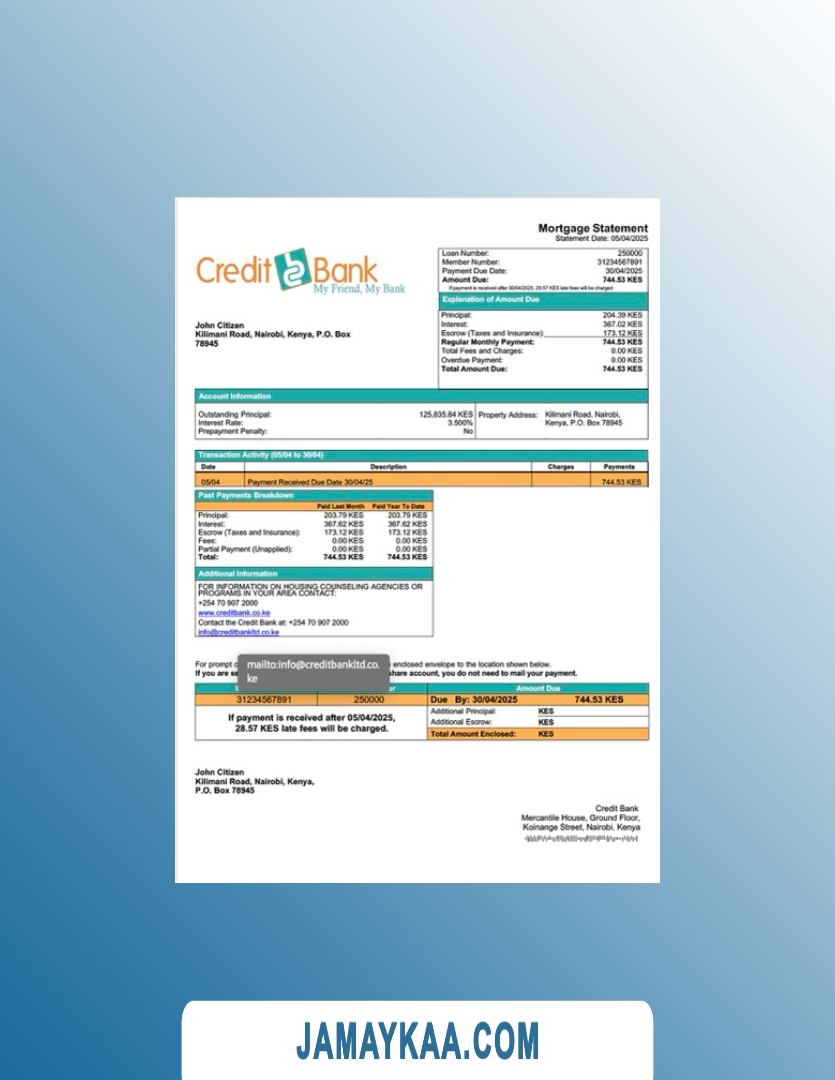 Mortgage Statement
Statement Date: 05/04/2025
Credit Bank
My Friend, My Bank
Loan Number: 250000
Member Number: 31234567891
Payment Due Date: 30/04/2025
Amount Due: 744.53 KES
If payment is received after 30/04/2025, 28.57 KES late fees will be charged
Explanation of Amount Due
Principal: 204.39 KES
Interest: 367.02 KES
Escrow (Taxes and Insurance): 173.12 KES
Regular Monthly Payment: 744.53 KES
Total Fees and Charges: 0.00 KES
Overdue Payment: 0.00 KES
Total Amount Due: 744.53 KES
John Citizen
Kilimani Road, Nairobi, Kenya, P.O. Box
78945
Account Information
Outstanding Principal: 125,835.84 KES
Interest Rate: 3.500%
Prepayment Penalty: No
Property Address: Kilimani Road, Nairobi,
Kenya, P.O. Box 78945
Transaction Activity (05/04 to 30/04)
Date Description Charges Payments
05/04 Payment Received Due Date 30/04/25 744.53 KES
Past Payments Breakdown
Paid Last Month Paid Year To Date
Principal: 203.79 KES 203.79 KES
Interest: 367.62 KES 367.62 KES
Escrow (Taxes and Insurance): 173.12 KES 173.12 KES
Fees: 0.00 KES 0.00 KES
Partial Payment (Unapplied): 0.00 KES 0.00 KES
Total: 744.53 KES 744.53 KES
Additional Information
FOR INFORMATION ON HOUSING COUNSELING AGENCIES OR
PROGRAMS IN YOUR AREA CONTACT:
+254 70 907 2000
www.creditbank.co.ke
Contact the Credit Bank at: +254 70 907 2000
info@creditbankltd.co.ke
For prompt enclosed envelope to the location shown below.
If you are share account, you do not need to mail your payment.
mailto:info@creditbankltd.co.
ke
Amount Due
31234567891 250000 Due By: 30/04/2025 744.53 KES
If payment is received after 05/04/2025,
28.57 KES late fees will be charged.
Additional Principal: KES
Additional Escrow: KES
Total Amount Enclosed: KES
John Citizen
Kilimani Road, Nairobi, Kenya,
P.O. Box 78945
Credit Bank
Mercantile House, Ground Floor,
Koinange Street, Nairobi, Kenya
JAMAYKAA.COM